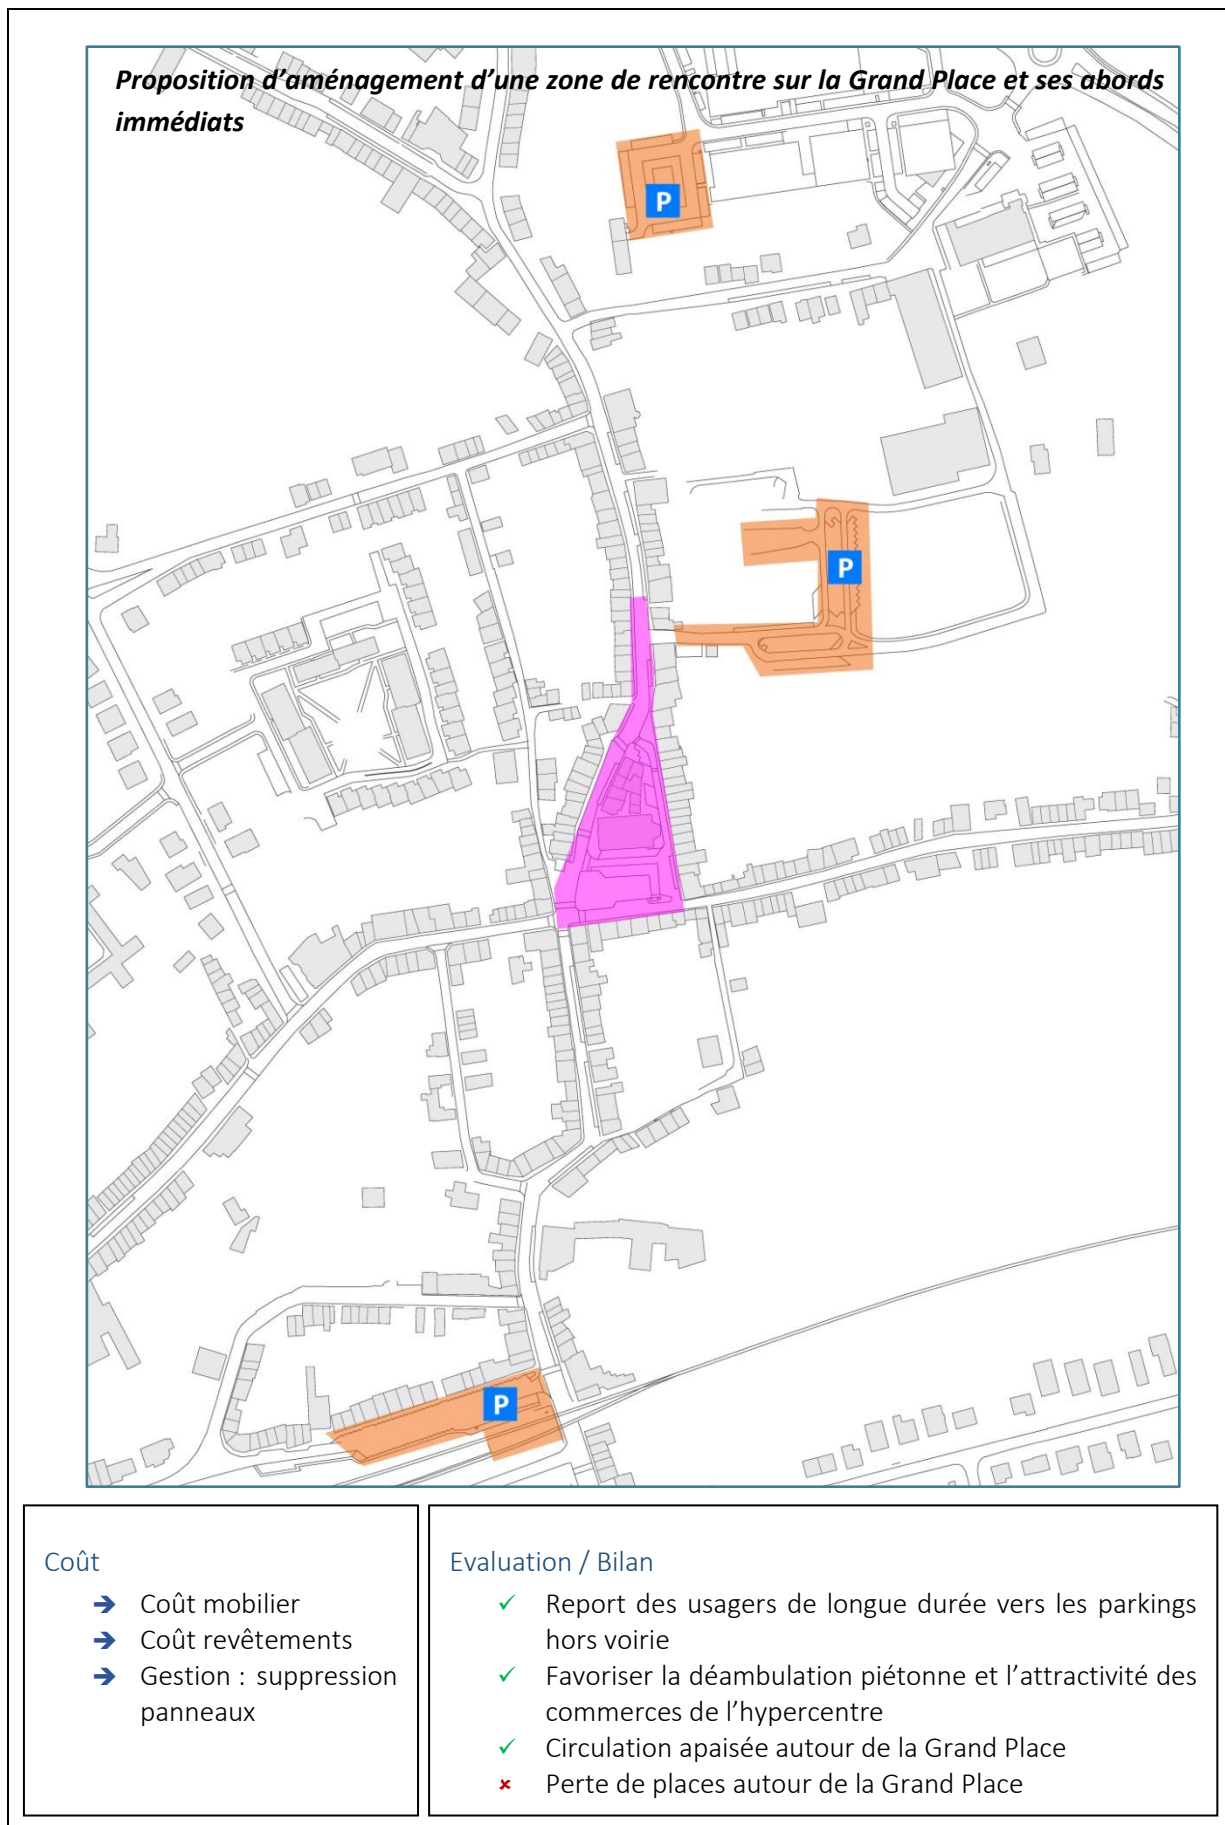 Proposition d’aménagement d’une zone de rencontre sur la Grand Place et ses abords
immédiats
P
P
P
Coût
➔ Coût mobilier
➔ Coût revêtements
➔ Gestion : suppression
panneaux
Evaluation / Bilan
✓ Report des usagers de longue durée vers les parkings
hors voirie
✓ Favoriser la déambulation piétonne et l’attractivité des
commerces de l’hypercentre
✓ Circulation apaisée autour de la Grand Place
× Perte de places autour de la Grand Place